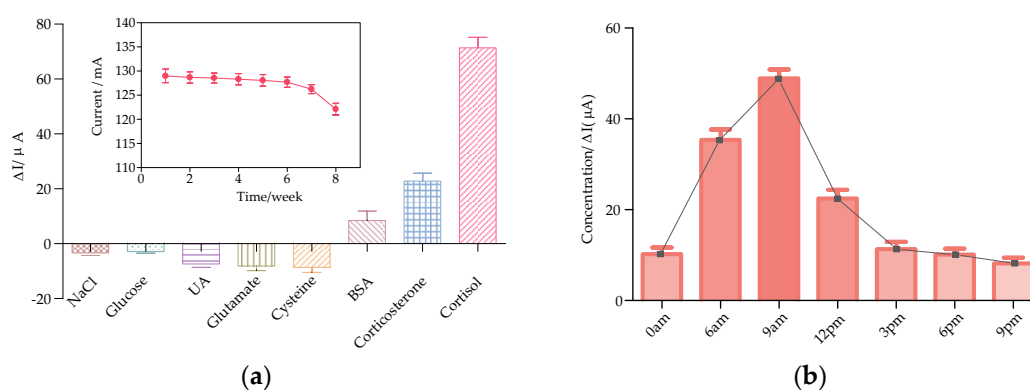 80
60
40
20
0
-20
ΔI/ μ A
140
135
130
125
120
115
110
Current / mA
0
2
4
6
8
Time/week
NaCl
Glucose
UA
Glutamate
Cysteine
BSA
Corticosterone
Cortisol
(a)
60
40
20
0
Concentration/ ΔI( μA)
0am
6am
9am
12pm
3pm
6pm
9pm
(b)